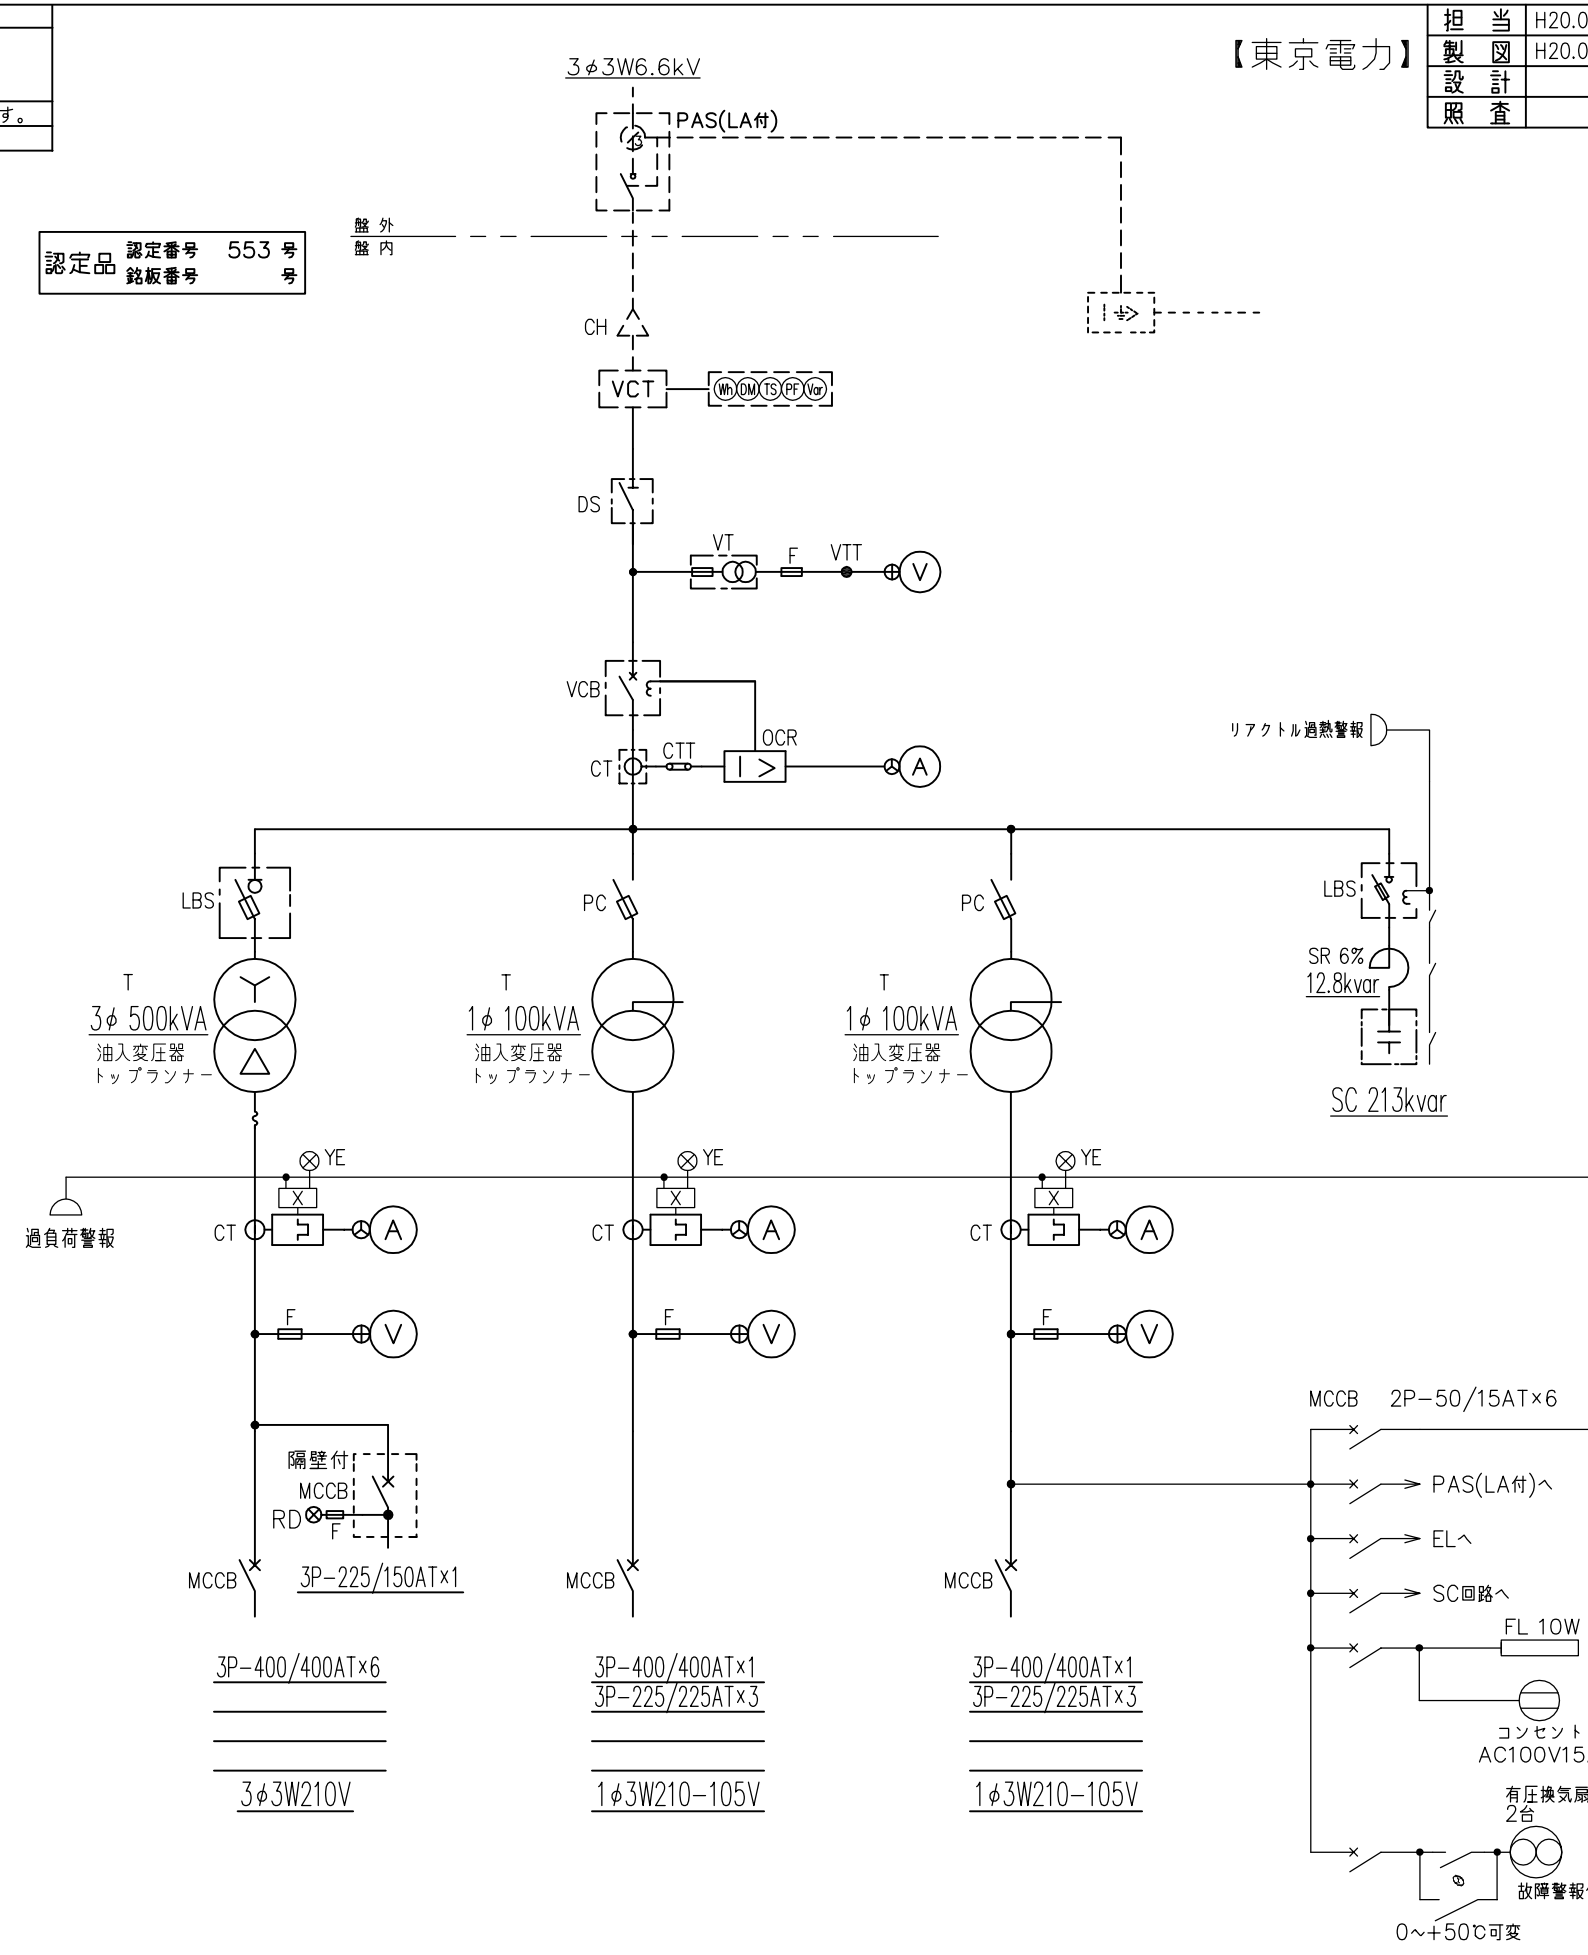 す。
3φ3W6.6kV
【東京電力】
担 当 H20.0
製 図 H20.0
設 計
照 査
PAS(LA付)
3
盤外
盤内
認定品
認定番号 553 号
銘板番号 号
I
CH
VCT
Wh DM TS PF Var
DS
VT F VTT
V
VCB
OCR
CTT
CT
I >
A
リアクトル過熱警報
LBS
PC
PC
LBS
SR 6%
12.8kvar
T
3φ 500kVA
油入変圧器
トップランナー
T
1φ 100kVA
油入変圧器
トップランナー
T
1φ 100kVA
油入変圧器
トップランナー
SC 213kvar
YE
YE
YE
X
X
X
過負荷警報
CT
A
CT
A
CT
A
F
V
F
V
F
V
MCCB 2P-50/15AT×6
PAS(LA付)へ
ELへ
SC回路へ
FL 10W
コンセント
AC100V15
有圧換気扇
2台
故障警報
θ
0～+50℃可変
隔壁付
MCCB
RD
F
MCCB
3P-225/150AT×1
MCCB
MCCB
3P-400/400AT×6
3φ3W210V
3P-400/400AT×1
3P-225/225AT×3
1φ3W210-105V
3P-400/400AT×1
3P-225/225AT×3
1φ3W210-105V